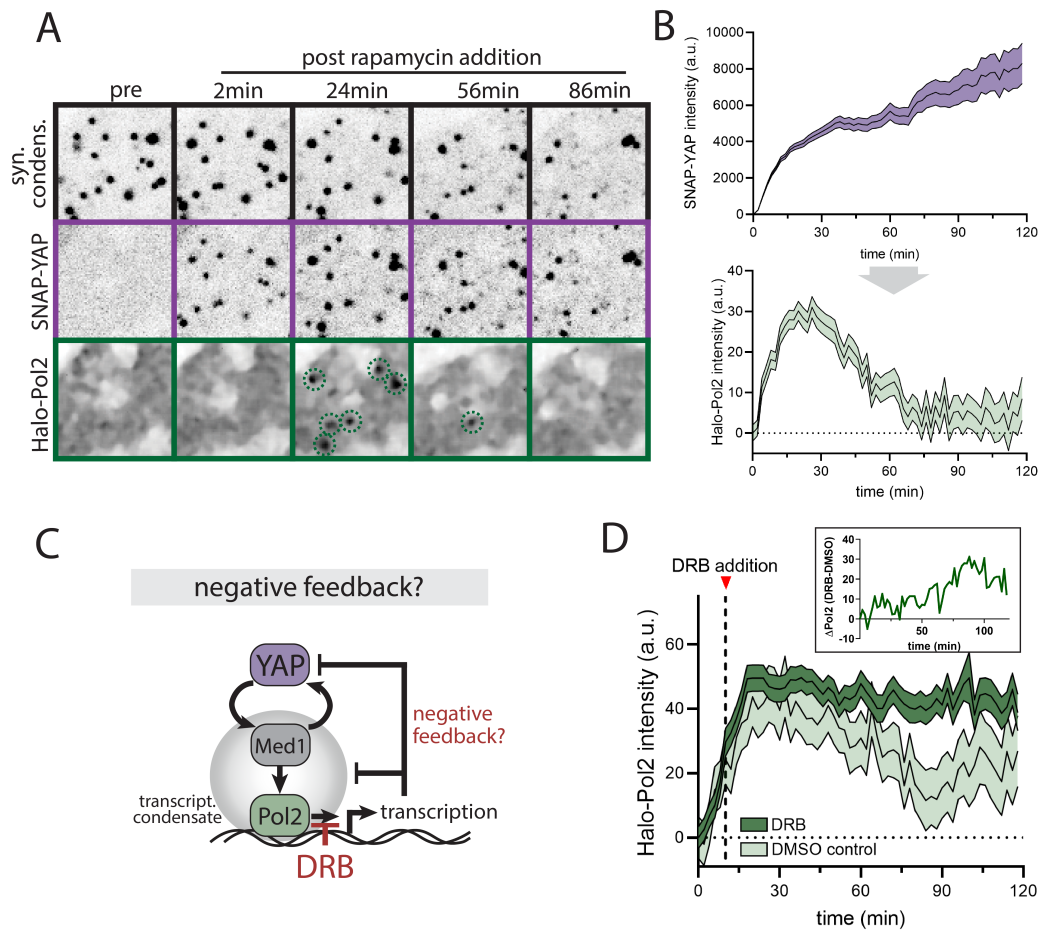 A
post rapamycin addition
pre 2min 24min 56min 86min
syn.
condens.
SNAP-YAP
Halo-Pol2
B
SNAP-YAP intensity (a.u.)
10000
8000
6000
4000
2000
0
0 30 60 90 120
time (min)
Halo-Pol2 intensity (a.u.)
40
30
20
10
0
0 30 60 90 120
time (min)
C
negative feedback?
YAP
Med1
Pol2
transcript.
condensate
transcription
negative
feedback?
DRB
D
DRB addition
Halo-Pol2 intensity (a.u.)
60
40
20
0
0 30 60 90 120
time (min)
DRB
DMSO control
ΔPol2 (DRB-DMSO)
40
30
20
10
0
-10
50 100
time (min)